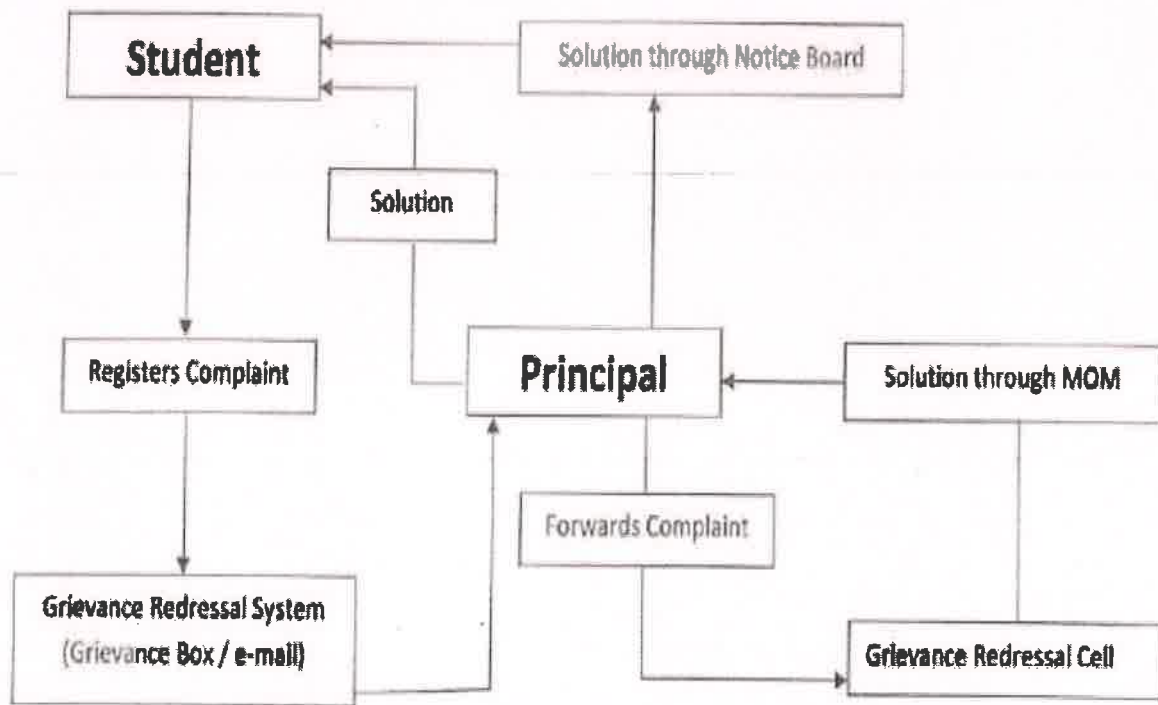 Student
Solution through Notice Board
Solution
Registers Complaint
Principal
Solution through MOM
Forwards Complaint
Grievance Redressal System
(Grievance Box / e-mail)
Grievance Redressal Cell